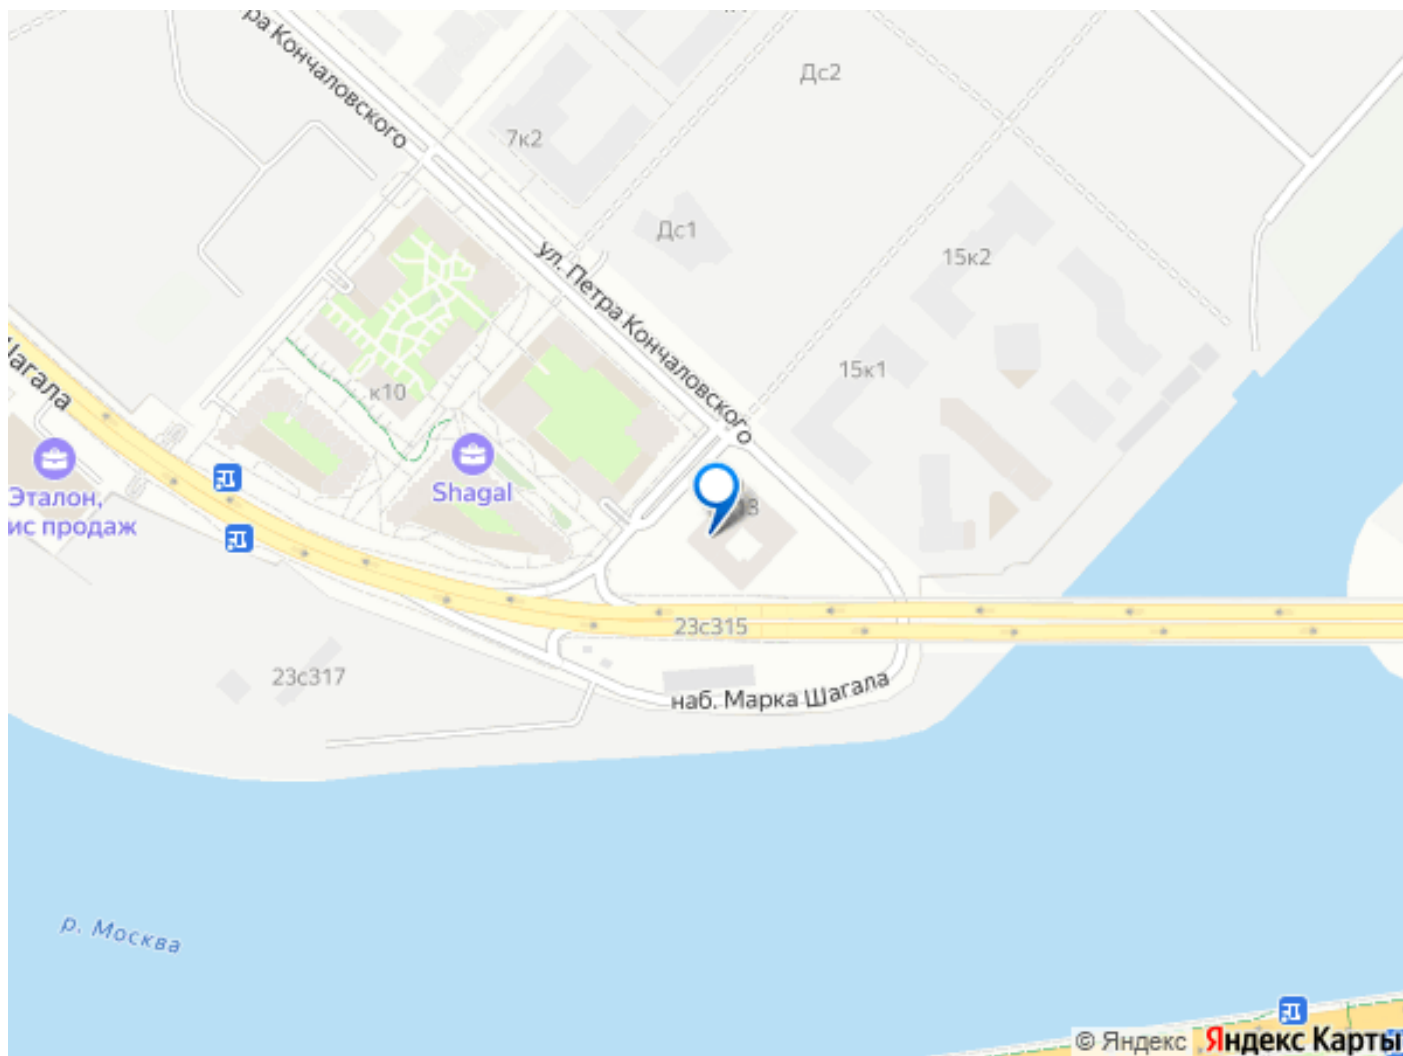 ра Кончаловского
Дс2
7к2
Дс1
15к2
ул. Петра Кончаловского
15к1
Шагала
к10
Эталон,
ис продаж
Shagal
23с315
23с317
наб. Марка Шагала
р. Москва
© Яндекс Яндекс Карты